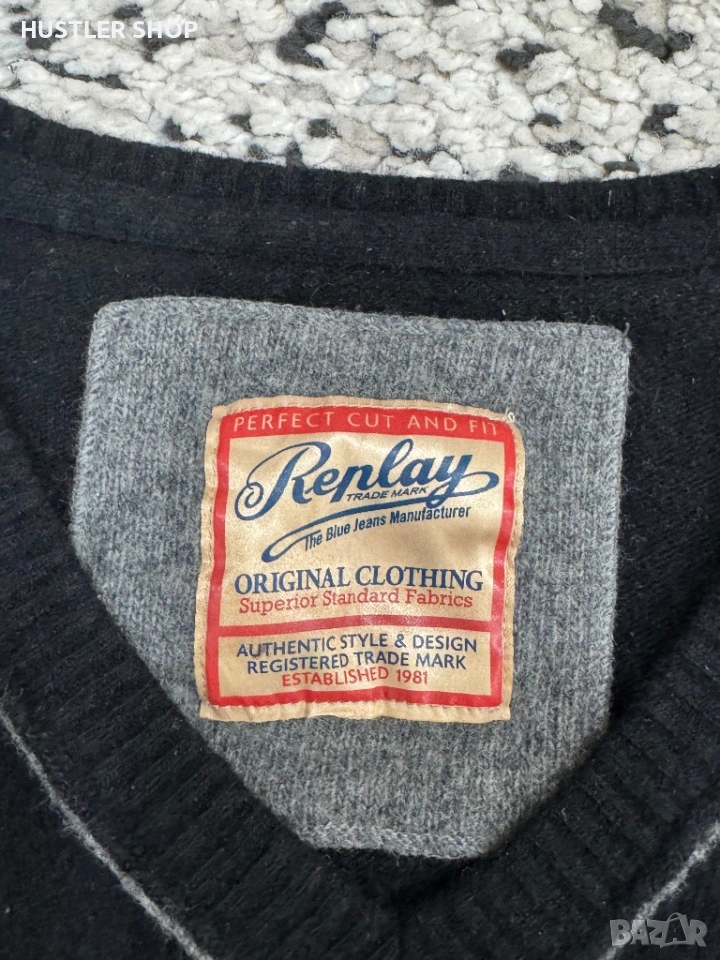 HUSTLER SHOP
PERFECT CUT AND FIT
Replay
TRADE MARK
The Blue Jeans Manufacturer
ORIGINAL CLOTHING
Superior Standard Fabrics
AUTHENTIC STYLE & DESIGN
REGISTERED TRADE MARK
ESTABLISHED 1981
bazar